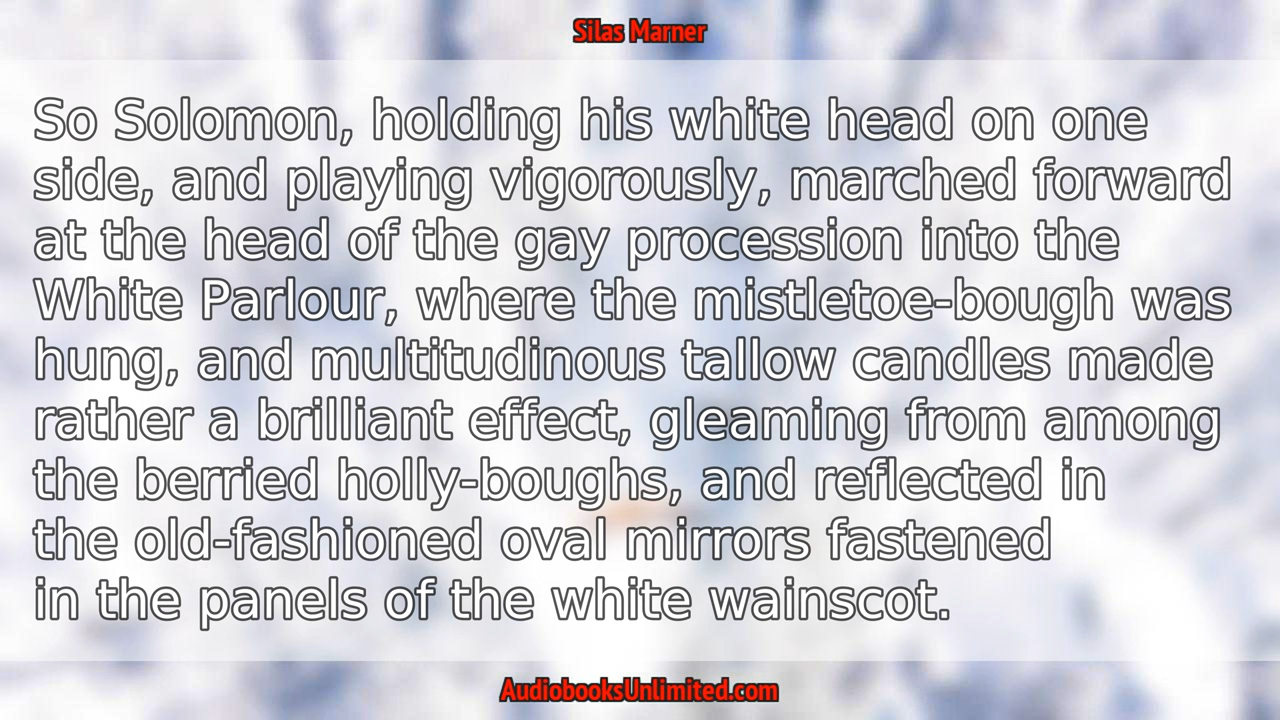 Silas Marner
So Solomon, holding his white head on one
side, and playing vigorously, marched forward
at the head of the gay procession into the
White Parlour, where the mistletoe-bough was
hung, and multitudinous tallow candles made
rather a brilliant effect, gleaming from among
the berried holly-boughs, and reflected in
the old-fashioned oval mirrors fastened
in the panels of the white wainscot.
AudiobooksUnlimited.com